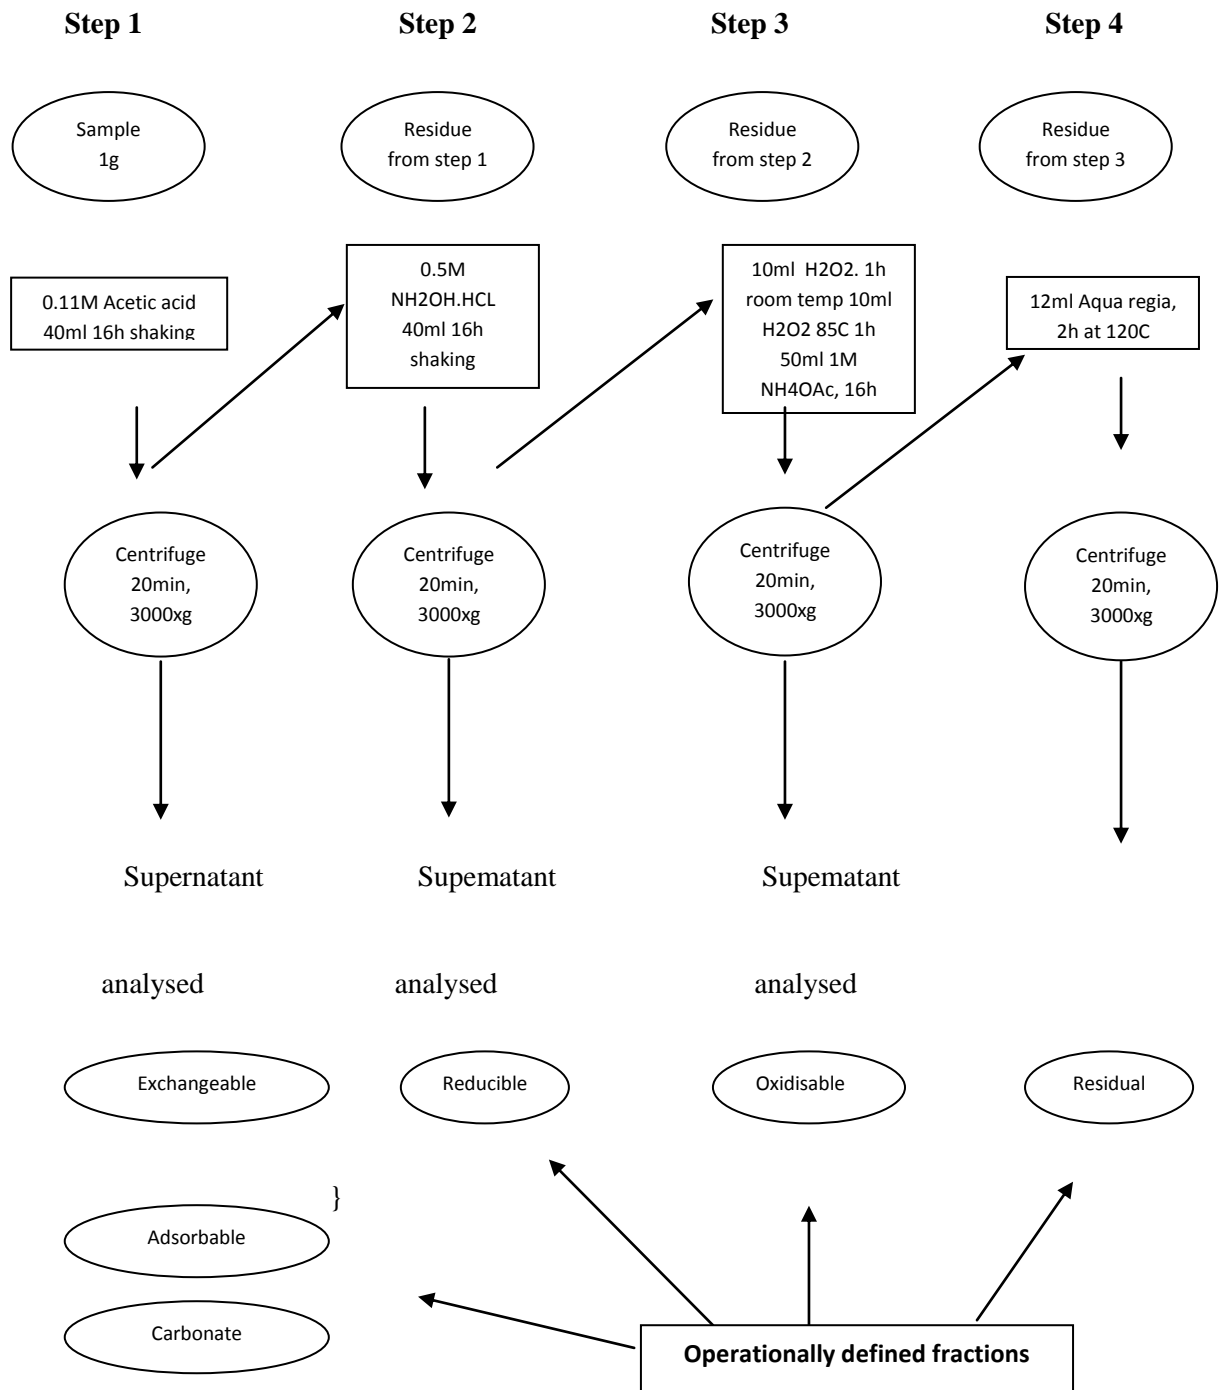 Step 1
Step 2
Step 3
Step 4
Sample
1g
Residue
from step 1
Residue
from step 2
Residue
from step 3
0.11M Acetic acid
40ml 16h shaking
0.5M
NH2OH.HCL
40ml 16h
shaking
10ml H2O2. 1h
room temp 10ml
H2O2 85C 1h
50ml 1M
NH4OAc, 16h
12ml Aqua regia,
2h at 120C
Centrifuge
20min,
3000xg
Centrifuge
20min,
3000xg
Centrifuge
20min,
3000xg
Centrifuge
20min,
3000xg
Supernatant
Supematant
Supematant
analysed
analysed
analysed
Exchangeable
Reducible
Oxidisable
Residual
}
Adsorbable
Carbonate
Operationally defined fractions